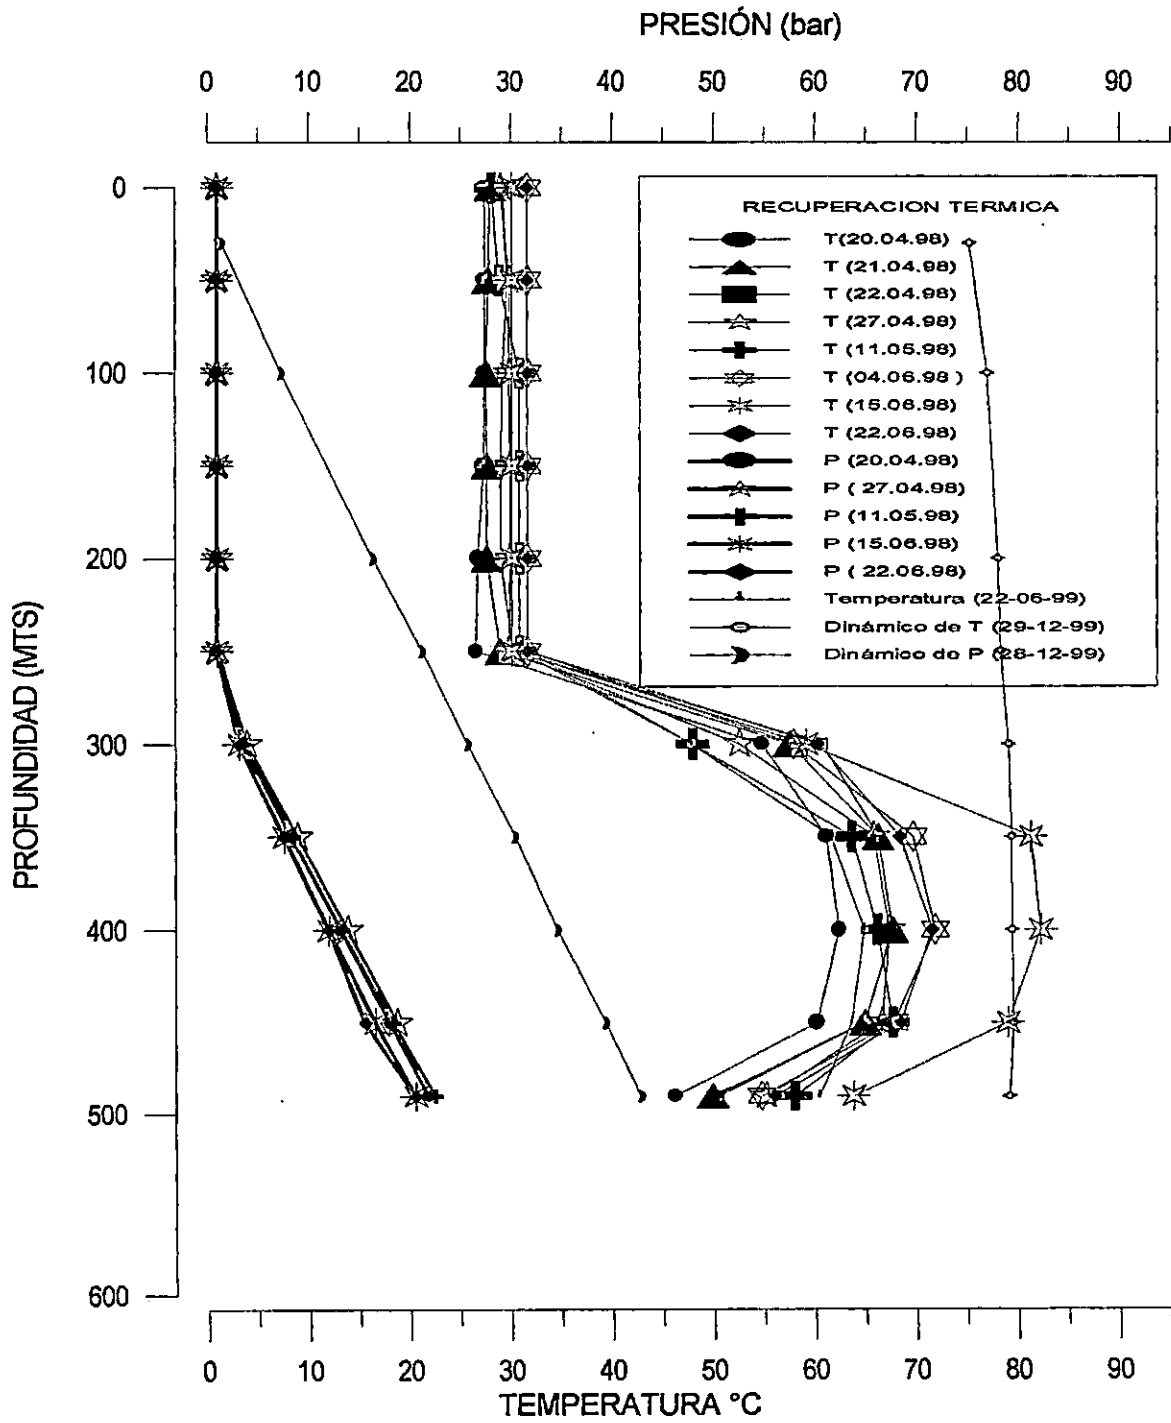 PRESIÓN (bar)
0 10 20 30 40 50 60 70 80 90
RECUPERACION TERMICA
T(20.04.98)
T (21.04.98)
T (22.04.98)
T (27.04.98)
T (11.05.98)
T (04.06.98 )
T (15.06.98)
T (22.06.98)
P (20.04.98)
P ( 27.04.98)
P (11.05.98)
P (15.06.98)
P ( 22.06.98)
Temperatura (22-06-99)
Dinámico de T (29-12-99)
Dinámico de P (28-12-99)
PROFUNDIDAD (MTS)
0
100
200
300
400
500
600
0 10 20 30 40 50 60 70 80 90
TEMPERATURA °C